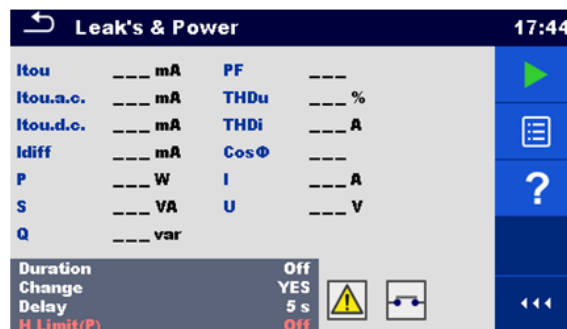 Leak's & Power 17:44
Itou ___ mA PF ___
Itou.a.c. ___ mA THDu ___ %
Itou.d.c. ___ mA THDi ___ A
Idiff ___ mA CosΦ ___
P ___ W I ___ A
S ___ VA U ___ V
Q ___ var
?
Duration Off
Change YES
Delay 5 s
H Limit(P) Off